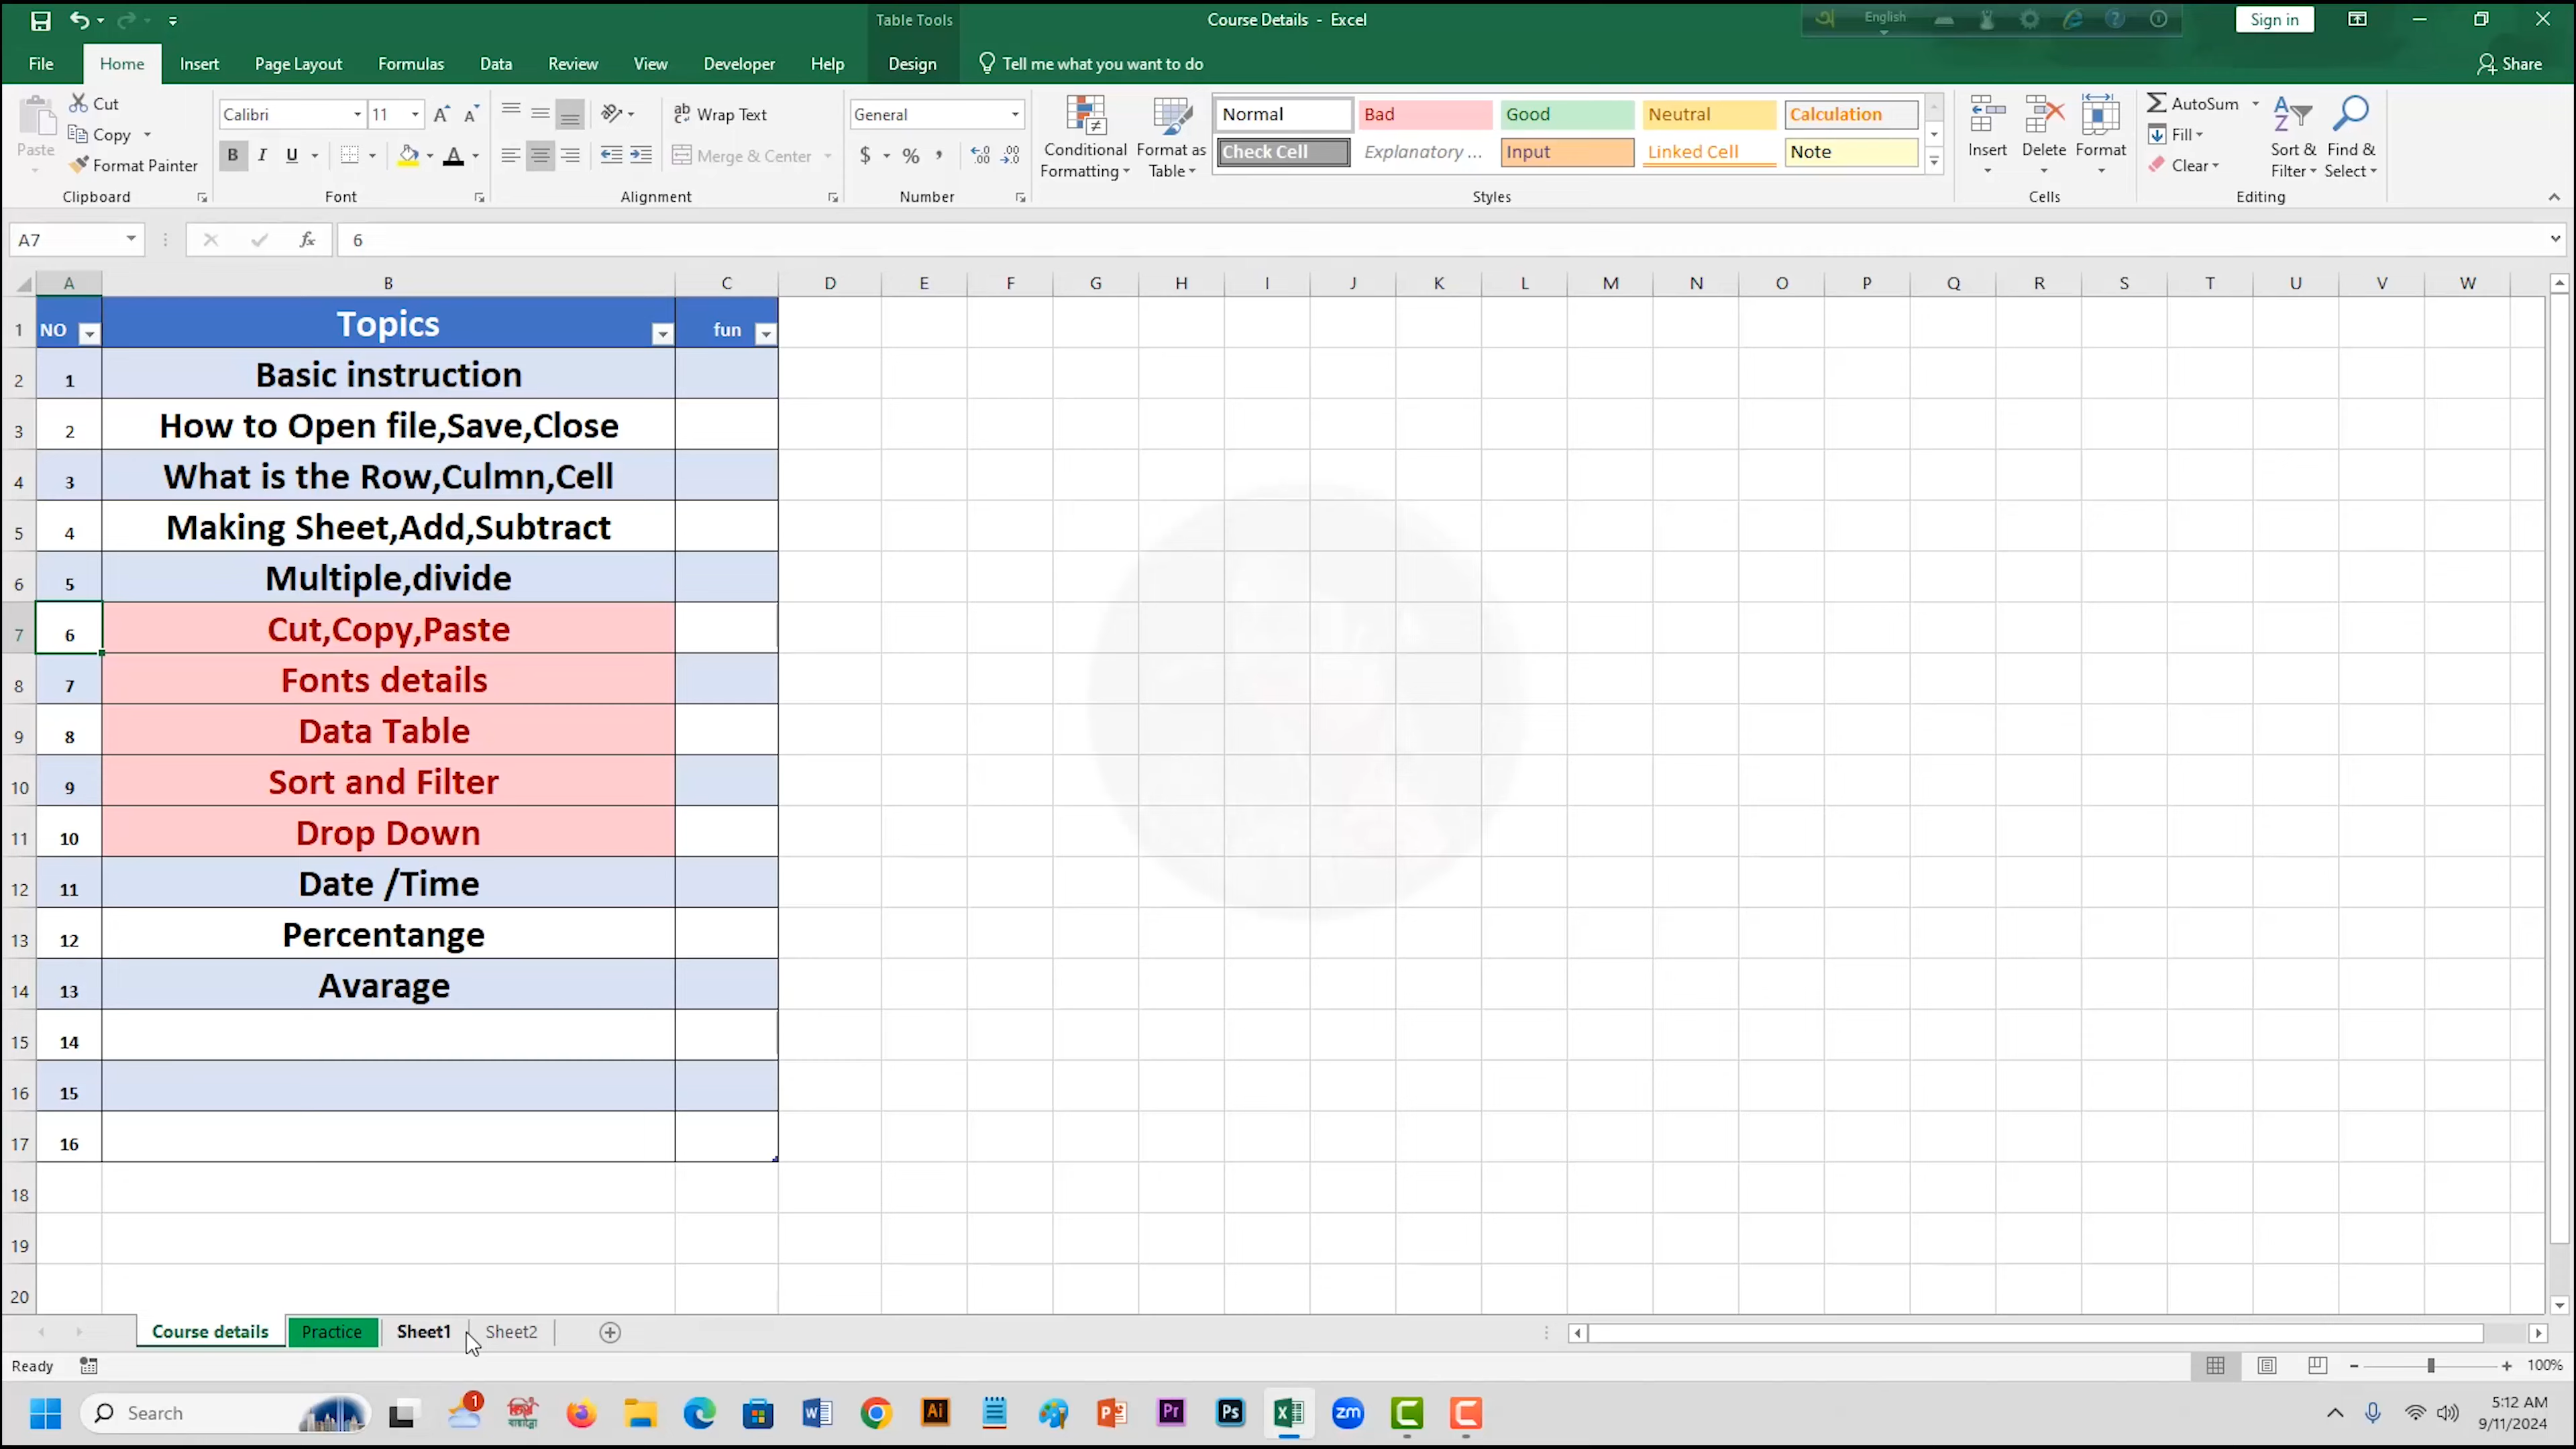 Table Tools
Course Details - Excel
English
Sign in
File Home Insert Page Layout Formulas Data Review View Developer Help Design Tell me what you want to do Share
Cut
Copy
Format Painter
Paste
Clipboard
Calibri 11
B I U
Font
Wrap Text
Merge & Center
Alignment
General
$ % ,
Number
Conditional Formatting
Format as Table
Normal Bad Good Neutral Calculation
Check Cell Explanatory ... Input Linked Cell Note
Styles
Insert Delete Format
Cells
AutoSum
Fill
Clear
Sort & Filter
Find & Select
Editing
A7 fx 6
A B C D E F G H I J K L M N O P Q R S T U V W
1 NO Topics fun
2 1 Basic instruction
3 2 How to Open file,Save,Close
4 3 What is the Row,Culmn,Cell
5 4 Making Sheet,Add,Subtract
6 5 Multiple,divide
7 6 Cut,Copy,Paste
8 7 Fonts details
9 8 Data Table
10 9 Sort and Filter
11 10 Drop Down
12 11 Date /Time
13 12 Percentange
14 13 Avarage
15 14
16 15
17 16
18
19
20
Course details Practice Sheet1 Sheet2
Ready 100%
Search
1
W Ai P Pr Ps X zm
5:12 AM
9/11/2024